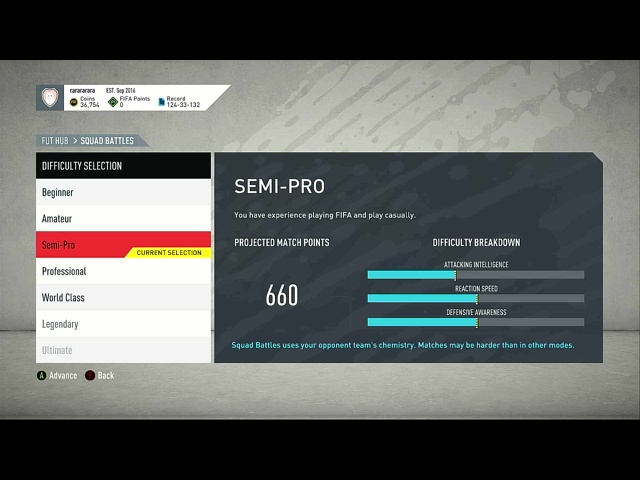 rarararara EST. Sep 2016
Coins FIFA Points Record
36,754 0 124-33-132
FUT HUB > SQUAD BATTLES
DIFFICULTY SELECTION
Beginner
Amateur
Semi-Pro
CURRENT SELECTION
Professional
World Class
Legendary
Ultimate
SEMI-PRO
You have experience playing FIFA and play casually.
PROJECTED MATCH POINTS
660
DIFFICULTY BREAKDOWN
ATTACKING INTELLIGENCE
REACTION SPEED
DEFENSIVE AWARENESS
Squad Battles uses your opponent team's chemistry. Matches may be harder than in other modes.
A Advance B Back